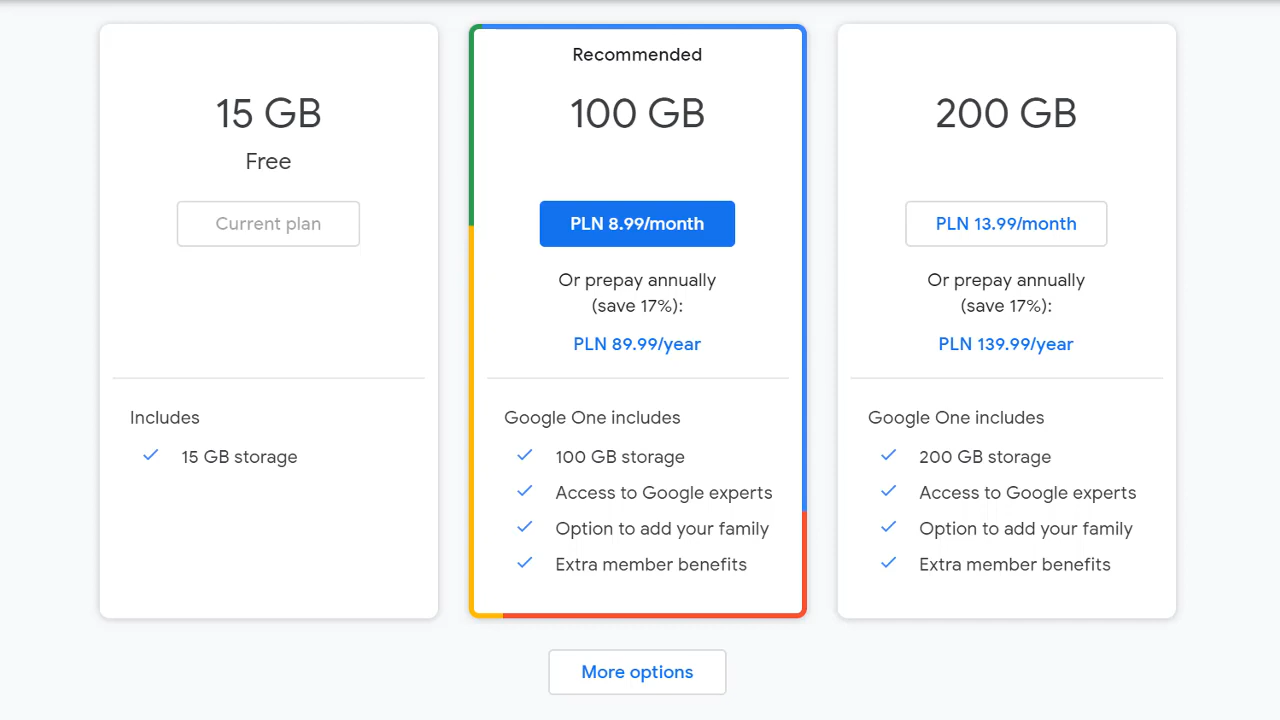 15 GB
Free
Current plan
Includes
15 GB storage
Recommended
100 GB
PLN 8.99/month
Or prepay annually
(save 17%):
PLN 89.99/year
Google One includes
100 GB storage
Access to Google experts
Option to add your family
Extra member benefits
200 GB
PLN 13.99/month
Or prepay annually
(save 17%):
PLN 139.99/year
Google One includes
200 GB storage
Access to Google experts
Option to add your family
Extra member benefits
More options